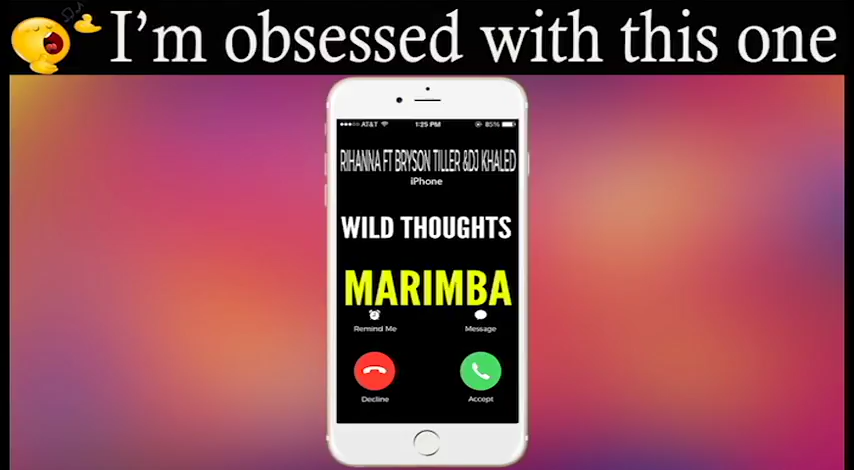 I'm obsessed with this one
AT&T 1:25 PM 85%
RIHANNA FT BRYSON TILLER &DJ KHALED
iPhone
WILD THOUGHTS
MARIMBA
Remind Me Message
Decline Accept